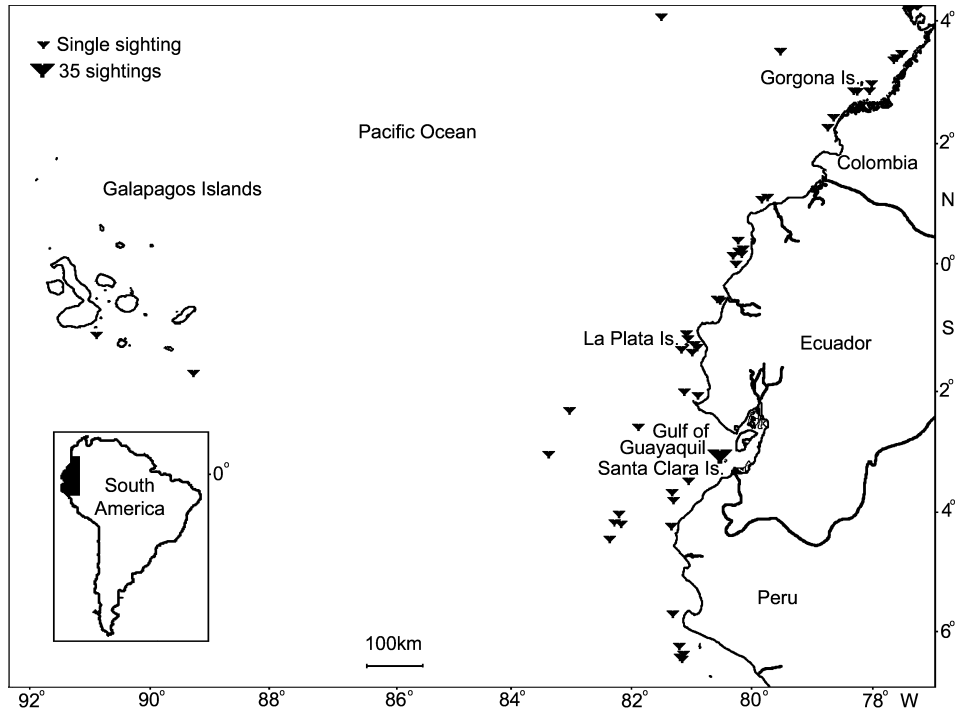 4°
Single sighting
35 sightings
Gorgona Is.
Pacific Ocean
2°
Colombia
Galapagos Islands
N
0°
S
La Plata Is.
Ecuador
2°
Gulf of
Guayaquil
Santa Clara Is.
0°
South
America
4°
Peru
6°
100km
92° 90° 88° 86° 84° 82° 80° 78° W